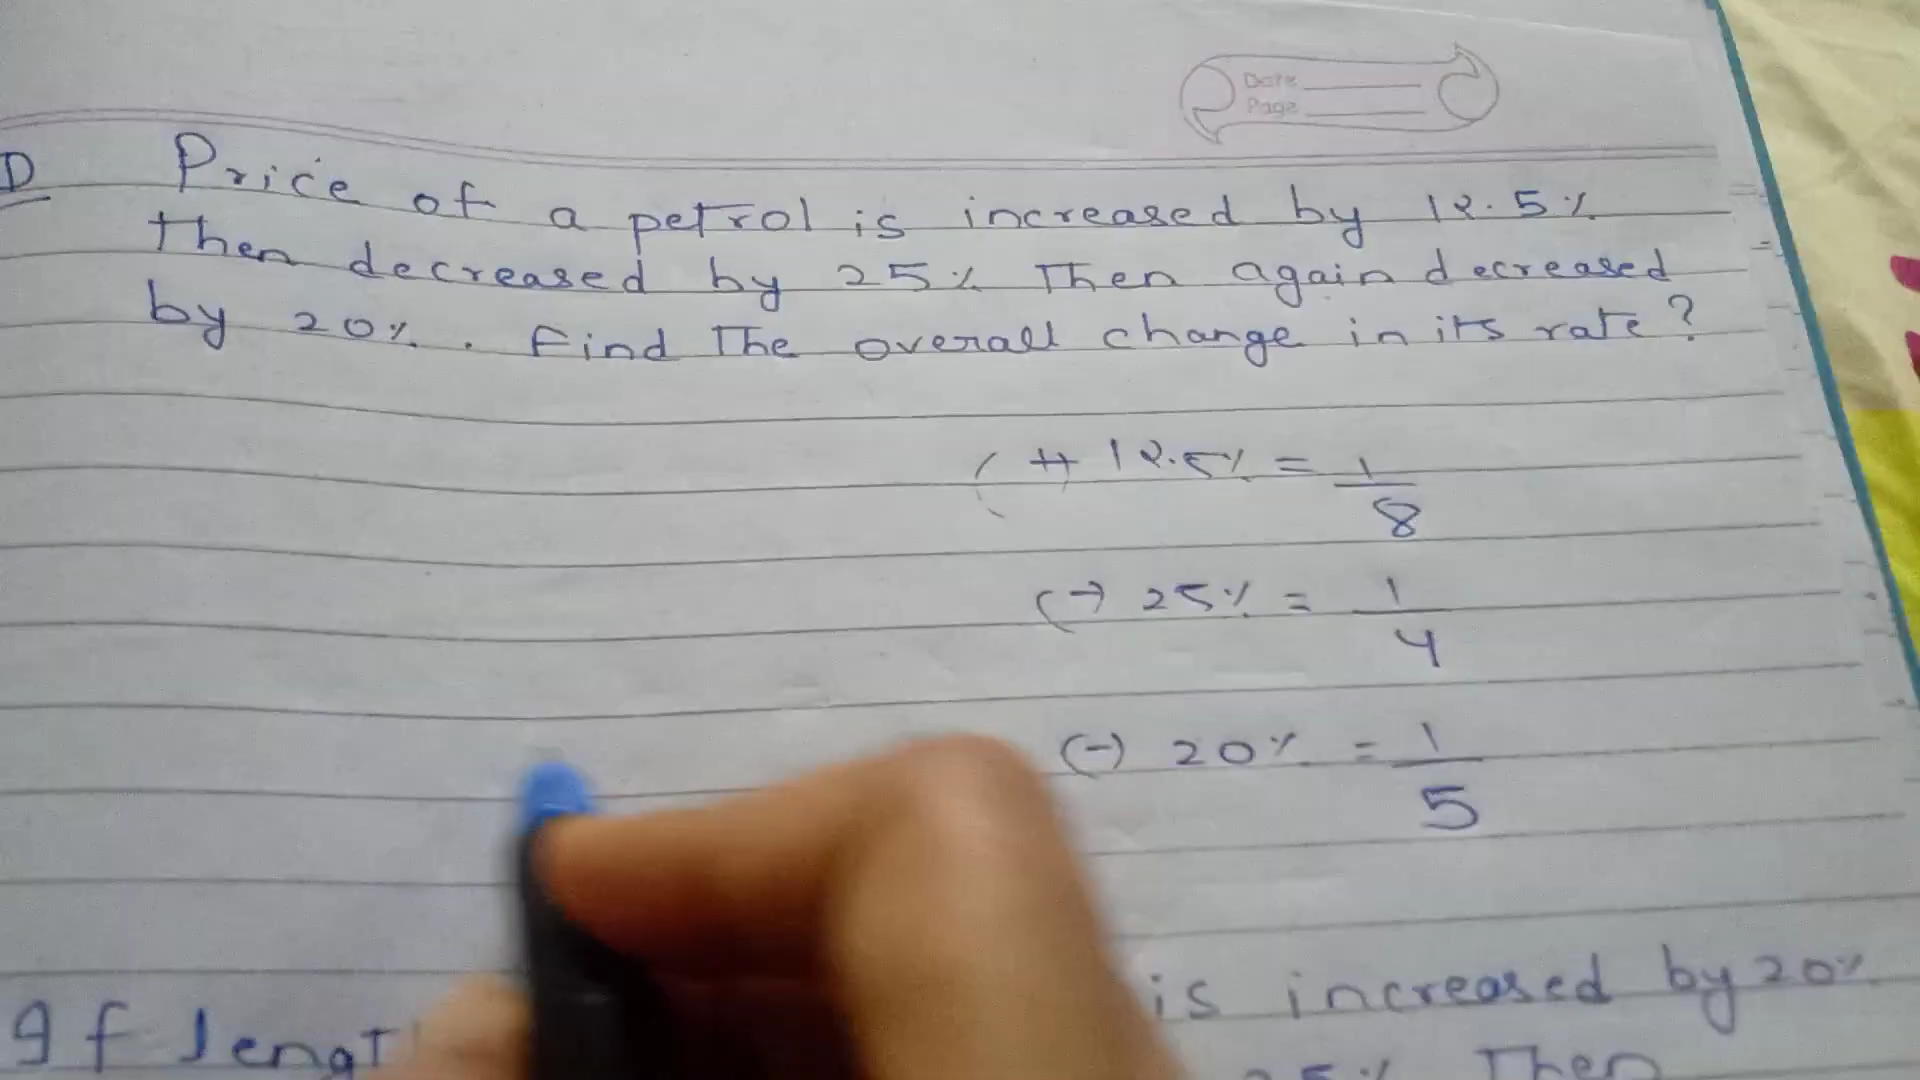 Date
Page
D Price of a petrol is increased by 12.5%
then decreased by 25% Then again decreased
by 20%. Find The overall change in its rate?
(+) 12.5% = 1/8
(-) 25% = 1/4
(-) 20% = 1/5
is increased by 20%
If
25% Then